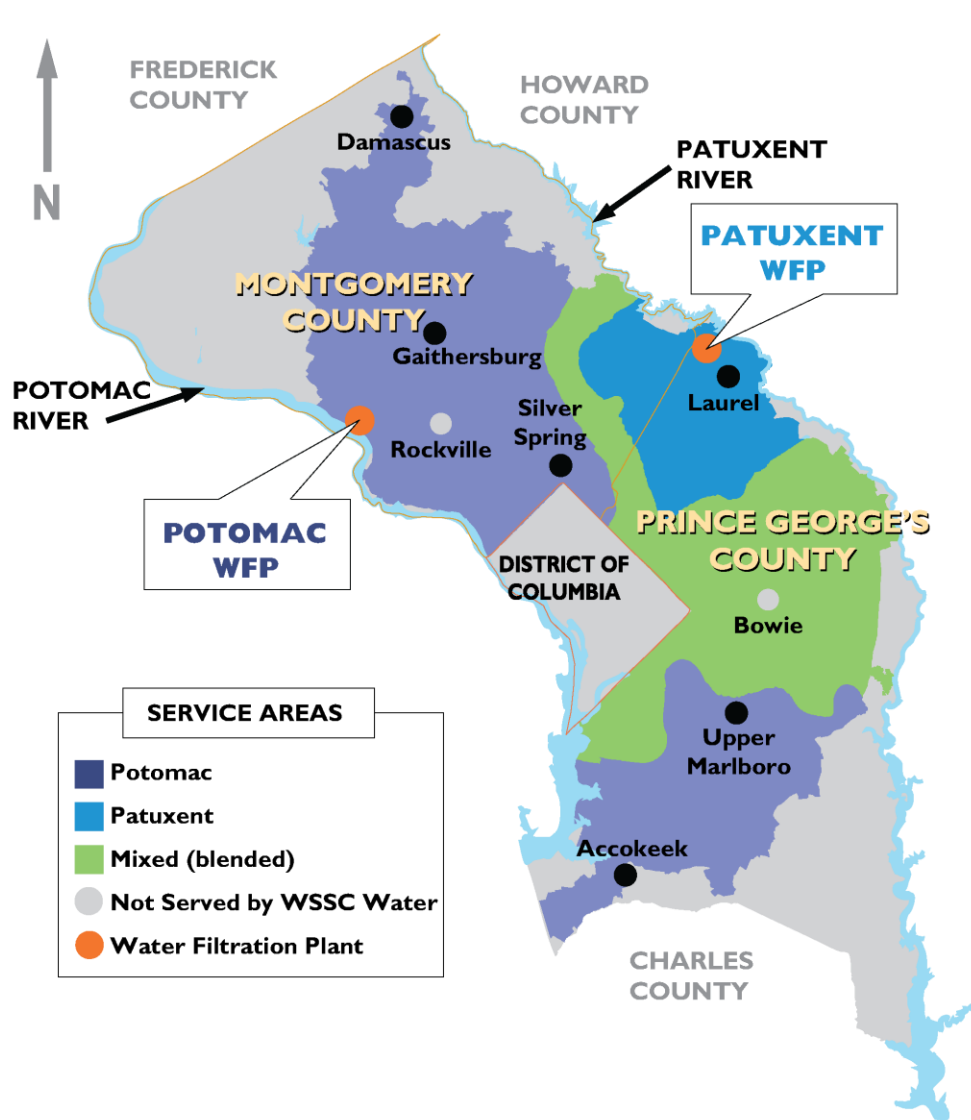 FREDERICK
COUNTY
HOWARD
COUNTY
N
Damascus
PATUXENT
RIVER
PATUXENT
WFP
MONTGOMERY
COUNTY
Gaithersburg
POTOMAC
RIVER
Laurel
Silver
Spring
Rockville
POTOMAC
WFP
PRINCE GEORGE'S
COUNTY
DISTRICT OF
COLUMBIA
Bowie
SERVICE AREAS
Potomac
Patuxent
Mixed (blended)
Not Served by WSSC Water
Water Filtration Plant
Upper
Marlboro
Accokeek
CHARLES
COUNTY